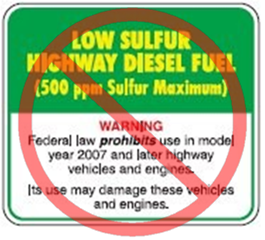 LOW SULFUR
HIGHWAY DIESEL FUEL
(500 ppm Sulfur Maximum)
WARNING
Federal law prohibits use in model
year 2007 and later highway
vehicles and engines.
Its use may damage these vehicles
and engines.